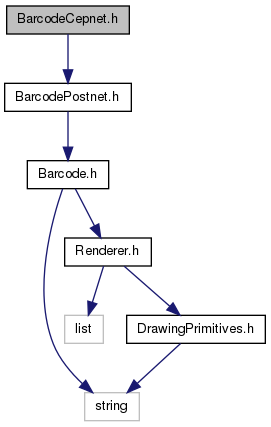 BarcodeCepnet.h
BarcodePostnet.h
Barcode.h
Renderer.h
list
DrawingPrimitives.h
string